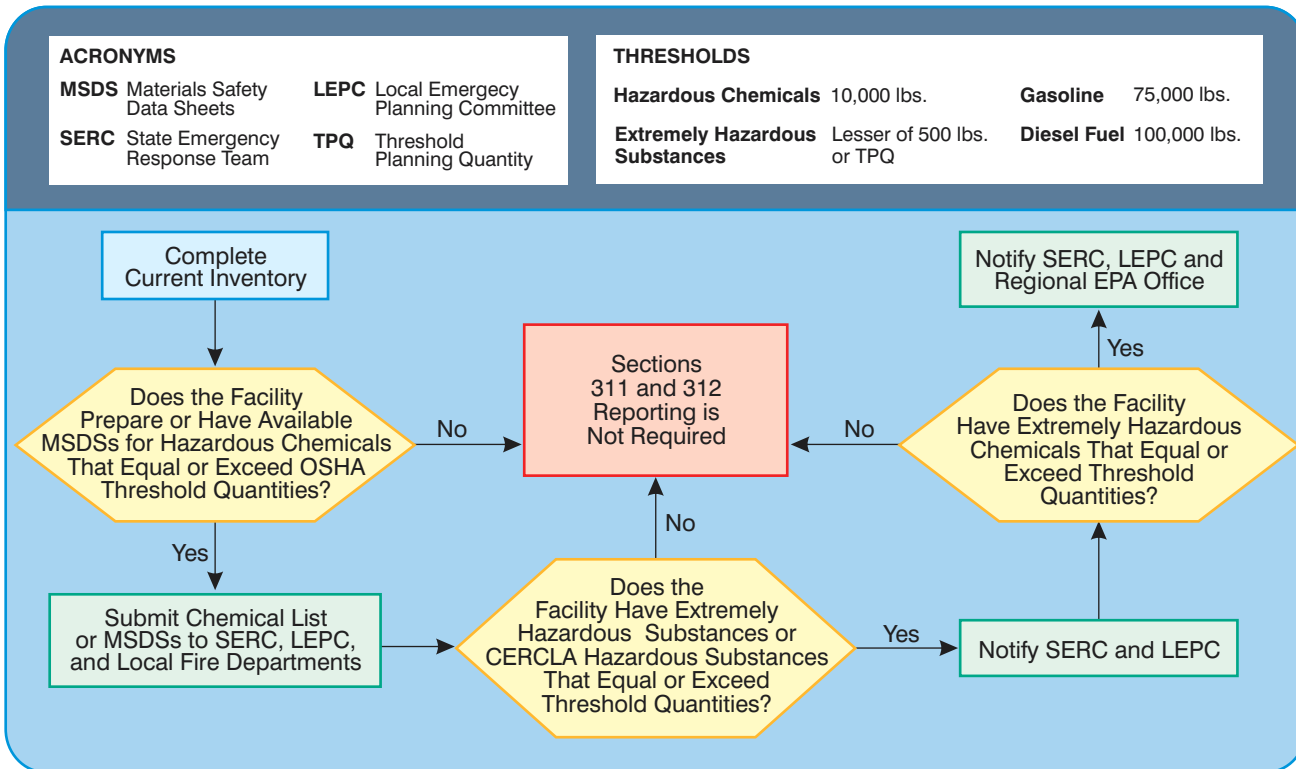 ACRONYMS
MSDS Materials Safety
Data Sheets
SERC State Emergency
Response Team
LEPC Local Emergecy
Planning Committee
TPQ Threshold
Planning Quantity
THRESHOLDS
Hazardous Chemicals 10,000 lbs.
Extremely Hazardous
Substances
Lesser of 500 lbs.
or TPQ
Gasoline 75,000 lbs.
Diesel Fuel 100,000 lbs.
Complete
Current Inventory
Does the Facility
Prepare or Have Available
MSDSs for Hazardous Chemicals
That Equal or Exceed OSHA
Threshold Quantities?
No
Yes
Submit Chemical List
or MSDSs to SERC, LEPC,
and Local Fire Departments
Sections
311 and 312
Reporting is
Not Required
No
Does the
Facility Have Extremely
Hazardous Substances or
CERCLA Hazardous Substances
That Equal or Exceed
Threshold Quantities?
Yes
Notify SERC and LEPC
Does the Facility
Have Extremely Hazardous
Chemicals That Equal or
Exceed Threshold
Quantities?
No
Yes
Notify SERC, LEPC and
Regional EPA Office